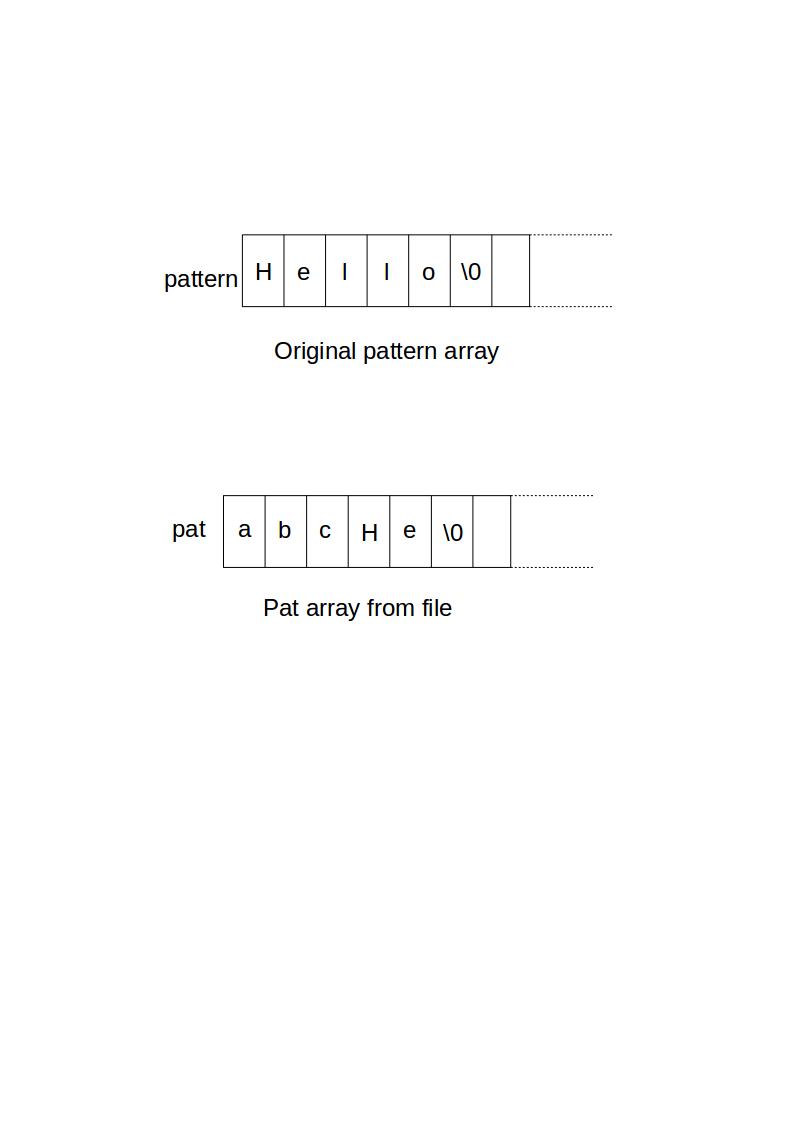 pattern H e l l o \0
Original pattern array
pat a b c H e \0
Pat array from file